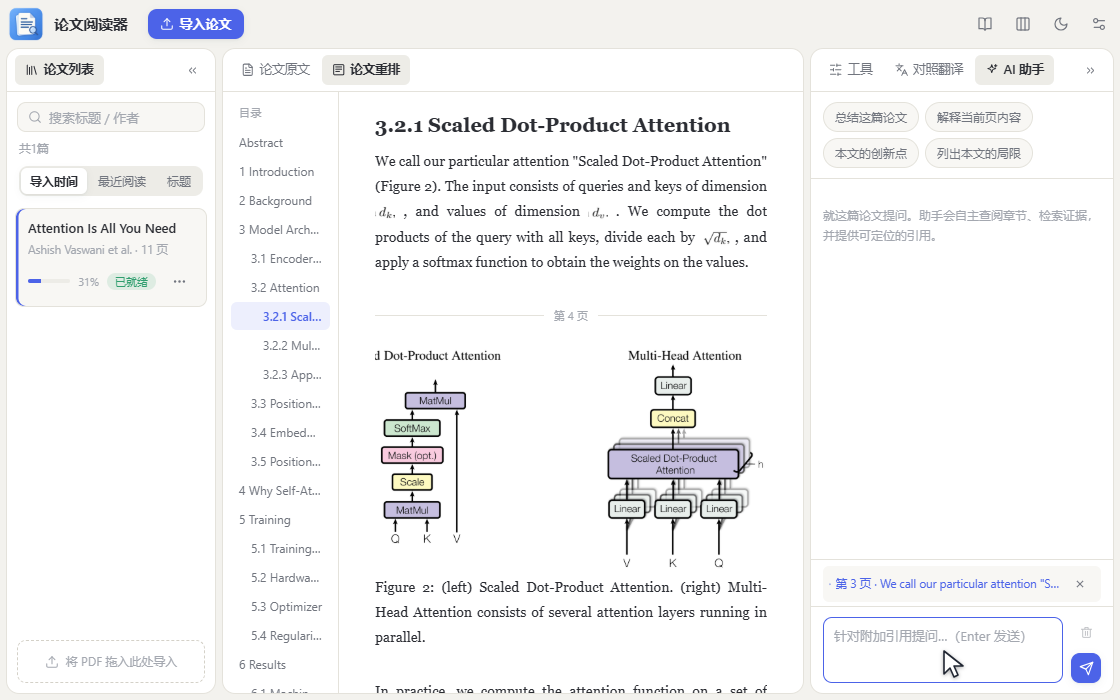 论文阅读器
导入论文
论文列表
«
搜索标题 / 作者
共1篇
导入时间 最近阅读 标题
Attention Is All You Need
Ashish Vaswani et al. · 11 页
31% 已就绪 ···
将 PDF 拖入此处导入
论文原文 论文重排
目录
Abstract
1 Introduction
2 Background
3 Model Arch...
3.1 Encoder...
3.2 Attention
3.2.1 Scal...
3.2.2 Mul...
3.2.3 App...
3.3 Position...
3.4 Embed...
3.5 Position...
4 Why Self-At...
5 Training
5.1 Training...
5.2 Hardwa...
5.3 Optimizer
5.4 Regulari...
6 Results
6.1 Machin...
3.2.1 Scaled Dot-Product Attention
We call our particular attention "Scaled Dot-Product Attention"
(Figure 2). The input consists of queries and keys of dimension
dk, , and values of dimension dv, . We compute the dot
products of the query with all keys, divide each by √dk, , and
apply a softmax function to obtain the weights on the values.
第 4 页
d Dot-Product Attention
MatMul
SoftMax
Mask (opt.)
Scale
MatMul
Q K V
Multi-Head Attention
Linear
Concat
Scaled Dot-Product
Attention
h
Linear Linear Linear
V K Q
Figure 2: (left) Scaled Dot-Product Attention. (right) Multi-
Head Attention consists of several attention layers running in
parallel.
In practice, we compute the attention function on a set of
工具 对照翻译 AI 助手 »
总结这篇论文 解释当前页内容
本文的创新点 列出本文的局限
就这篇论文提问。助手会自主查阅章节、检索证据，
并提供可定位的引用。
· 第 3 页 · We call our particular attention "S... ×
针对附加引用提问... （Enter 发送）